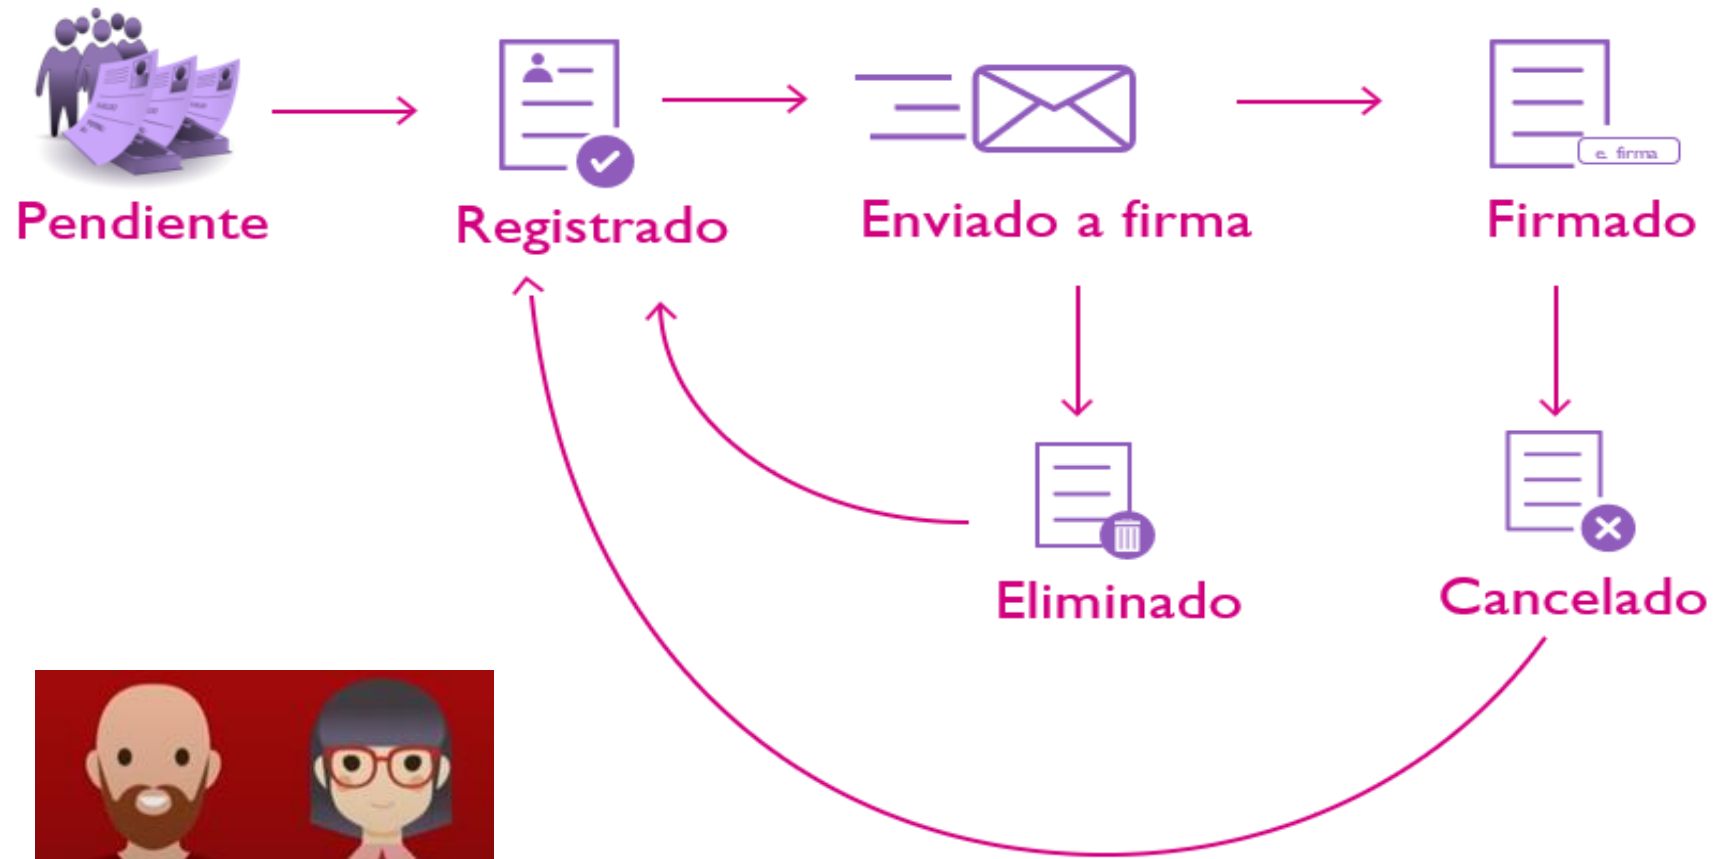 e. firma
Pendiente
Registrado
Enviado a firma
Firmado
Eliminado
Cancelado